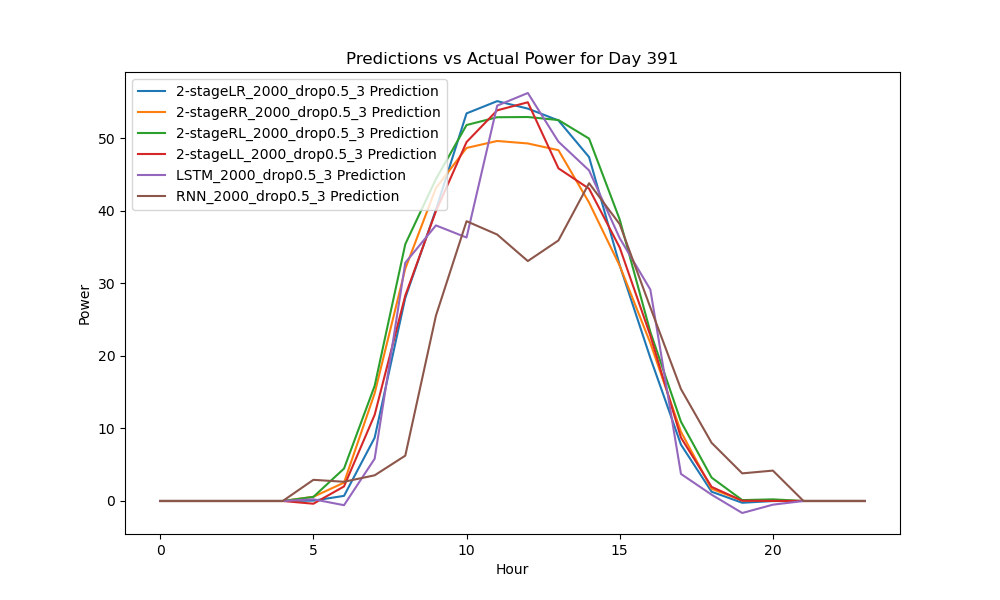 Predictions vs Actual Power for Day 391
2-stageLR_2000_drop0.5_3 Prediction
2-stageRR_2000_drop0.5_3 Prediction
2-stageRL_2000_drop0.5_3 Prediction
2-stageLL_2000_drop0.5_3 Prediction
LSTM_2000_drop0.5_3 Prediction
RNN_2000_drop0.5_3 Prediction
Power
50
40
30
20
10
0
0 5 10 15 20
Hour